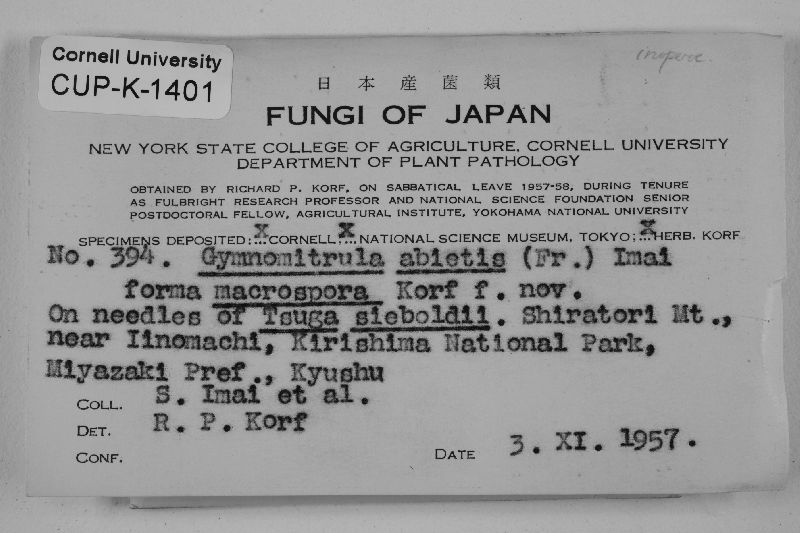 Cornell University
CUP-K-1401
inoperc.
日本産菌類
FUNGI OF JAPAN
NEW YORK STATE COLLEGE OF AGRICULTURE, CORNELL UNIVERSITY
DEPARTMENT OF PLANT PATHOLOGY
OBTAINED BY RICHARD P. KORF, ON SABBATICAL LEAVE 1957-58, DURING TENURE
AS FULBRIGHT RESEARCH PROFESSOR AND NATIONAL SCIENCE FOUNDATION SENIOR
POSTDOCTORAL FELLOW, AGRICULTURAL INSTITUTE, YOKOHAMA NATIONAL UNIVERSITY
SPECIMENS DEPOSITED: X CORNELL; X NATIONAL SCIENCE MUSEUM, TOKYO; X HERB. KORF
No. 394. Gymnomitrula abietis (Fr.) Imai
forma macrospora Korf f. nov.
On needles of Tsuga sieboldii. Shiratori Mt.,
near Iinomachi, Kirishima National Park,
Miyazaki Pref., Kyushu
COLL. S. Imai et al.
DET. R. P. Korf
CONF.
DATE 3. XI. 1957.